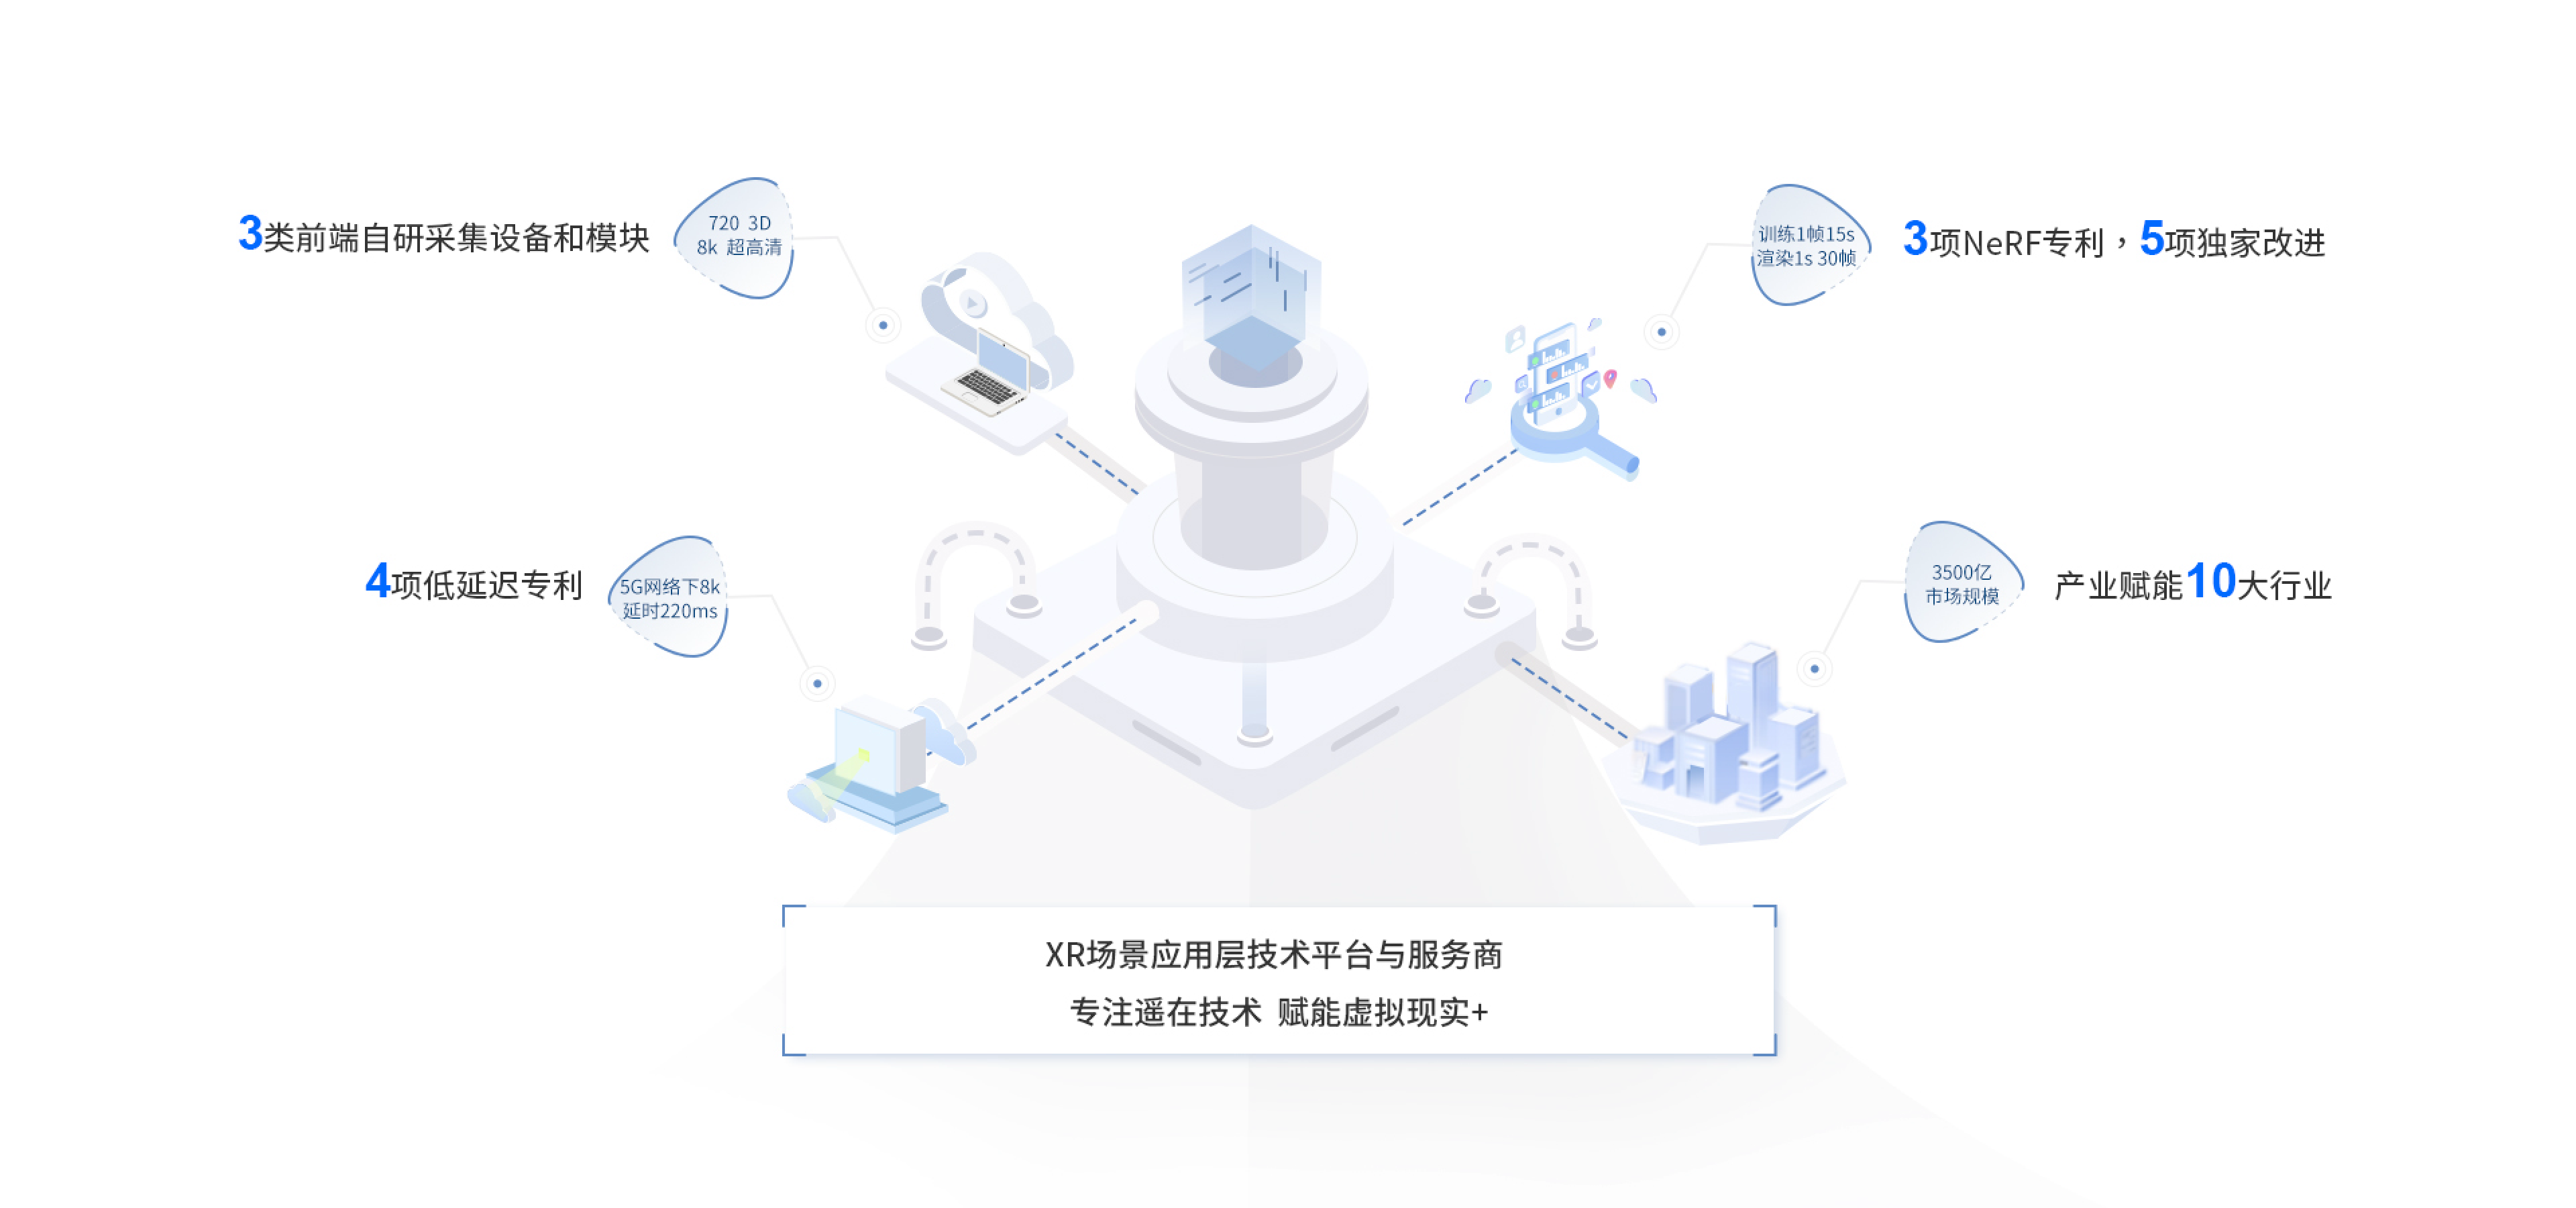 3类前端自研采集设备和模块
720 3D
8k 超高清
训练1帧15s
渲染1s 30帧
3项NeRF专利，5项独家改进
4项低延迟专利
5G网络下8k
延时220ms
3500亿
市场规模
产业赋能10大行业
XR场景应用层技术平台与服务商
专注遥在技术 赋能虚拟现实+